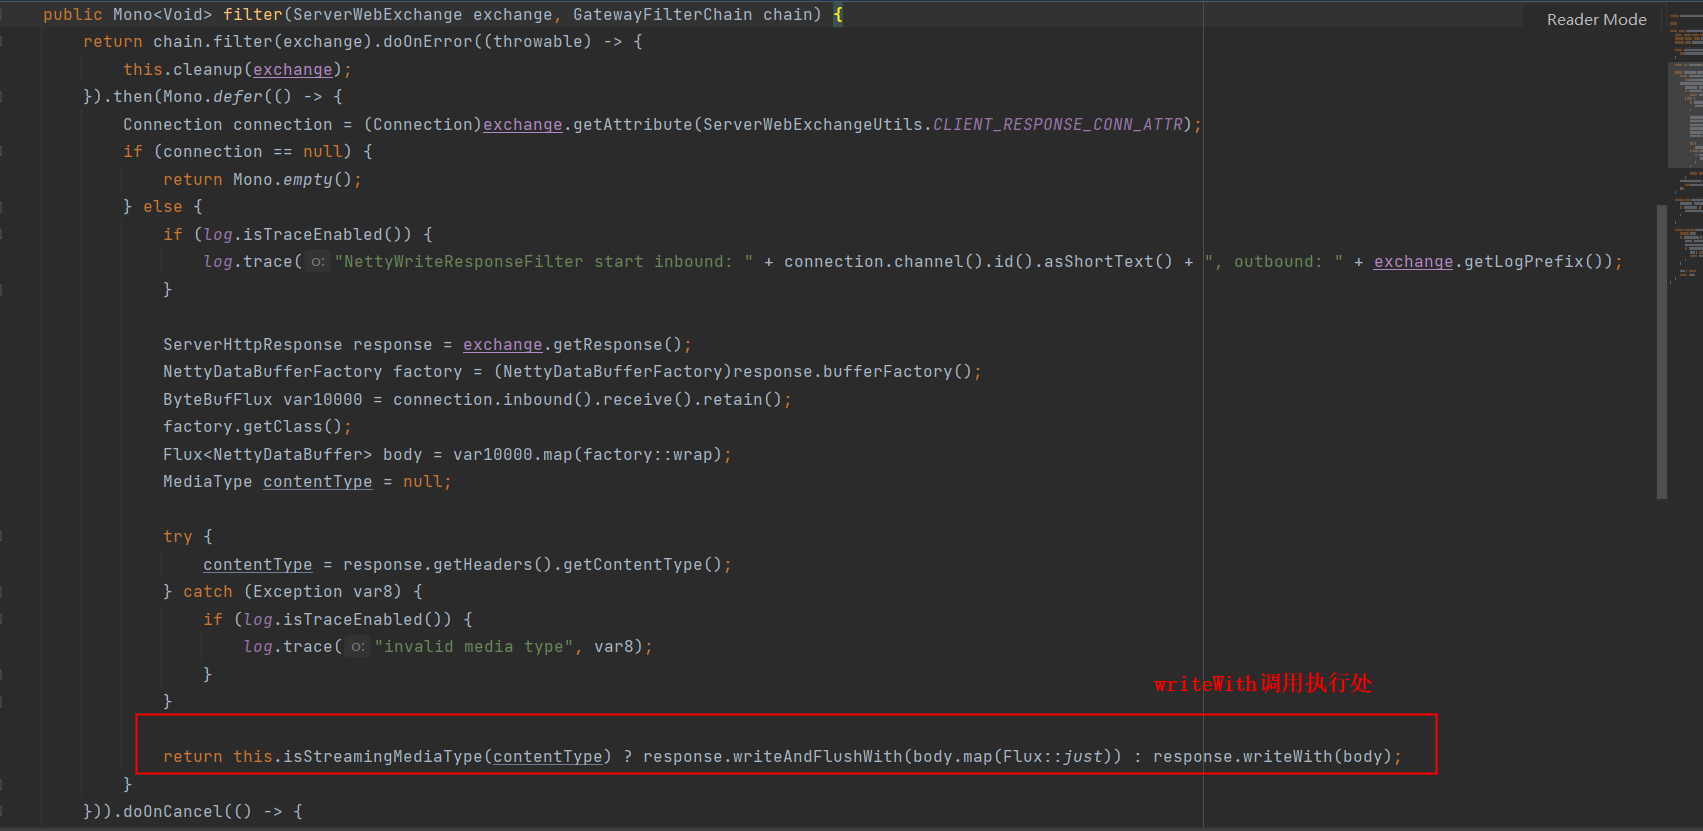 public Mono<Void> filter(ServerWebExchange exchange, GatewayFilterChain chain) {
Reader Mode
return chain.filter(exchange).doOnError((throwable) -> {
this.cleanup(exchange);
}).then(Mono.defer(() -> {
Connection connection = (Connection)exchange.getAttribute(ServerWebExchangeUtils.CLIENT_RESPONSE_CONN_ATTR);
if (connection == null) {
return Mono.empty();
} else {
if (log.isTraceEnabled()) {
log.trace( o: "NettyWriteResponseFilter start inbound: " + connection.channel().id().asShortText() + ", outbound: " + exchange.getLogPrefix());
}
ServerHttpResponse response = exchange.getResponse();
NettyDataBufferFactory factory = (NettyDataBufferFactory)response.bufferFactory();
ByteBufFlux var10000 = connection.inbound().receive().retain();
factory.getClass();
Flux<NettyDataBuffer> body = var10000.map(factory::wrap);
MediaType contentType = null;
try {
contentType = response.getHeaders().getContentType();
} catch (Exception var8) {
if (log.isTraceEnabled()) {
log.trace( o: "invalid media type", var8);
}
}
writeWith调用执行处
return this.isStreamingMediaType(contentType) ? response.writeAndFlushWith(body.map(Flux::just)) : response.writeWith(body);
}
})).doOnCancel(() -> {